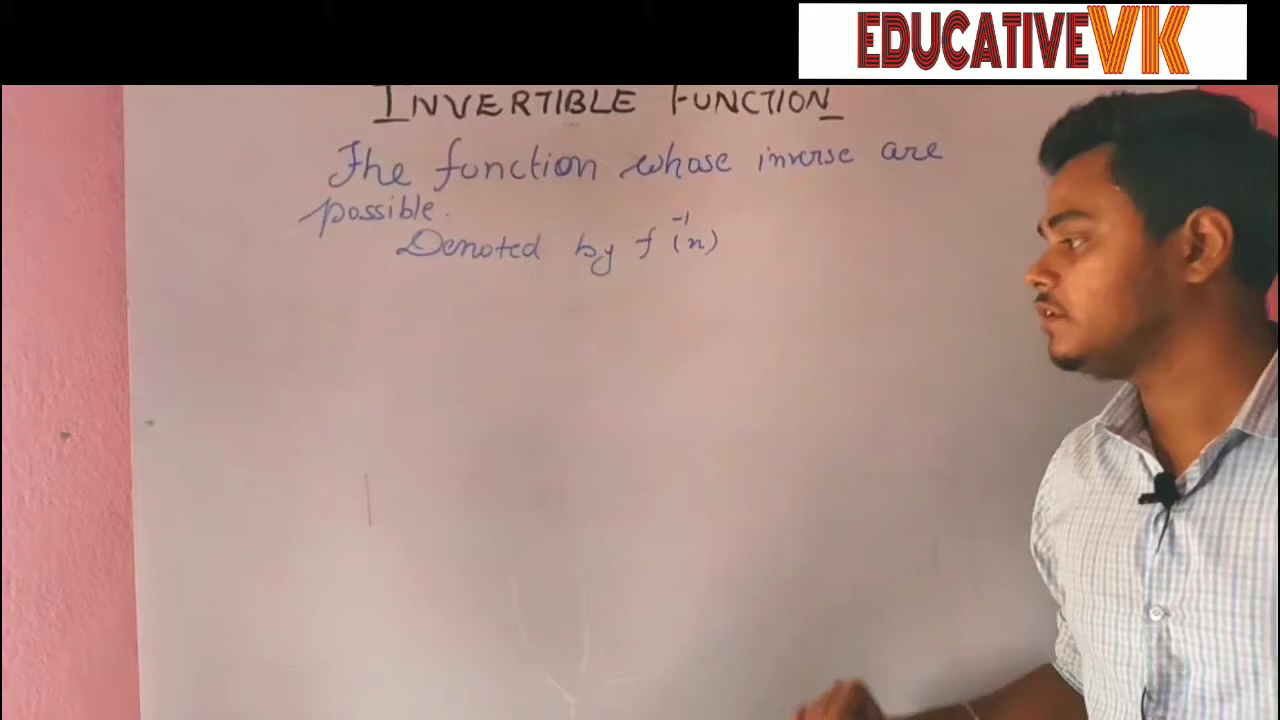 EDUCATIVEVK
INVERTIBLE FUNCTION
The function whose inverse are
possible.
Denoted by f⁻¹(x)